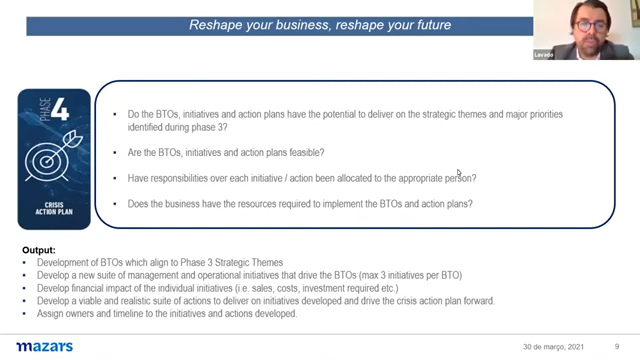 Reshape your business, reshape your future
Lavado
PHASE 4
CRISIS
ACTION PLAN
• Do the BTOs, initiatives and action plans have the potential to deliver on the strategic themes and major priorities
identified during phase 3?
• Are the BTOs, initiatives and action plans feasible?
• Have responsibilities over each initiative / action been allocated to the appropriate person?
• Does the business have the resources required to implement the BTOs and action plans?
Output:
• Development of BTOs which align to Phase 3 Strategic Themes
• Develop a new suite of management and operational initiatives that drive the BTOs (max 3 initiatives per BTO)
• Develop financial impact of the individual initiatives (i.e. sales, costs, investment required etc.)
• Develop a viable and realistic suite of actions to deliver on initiatives developed and drive the crisis action plan forward.
• Assign owners and timeline to the initiatives and actions developed.
mazars
30 de março, 2021
9